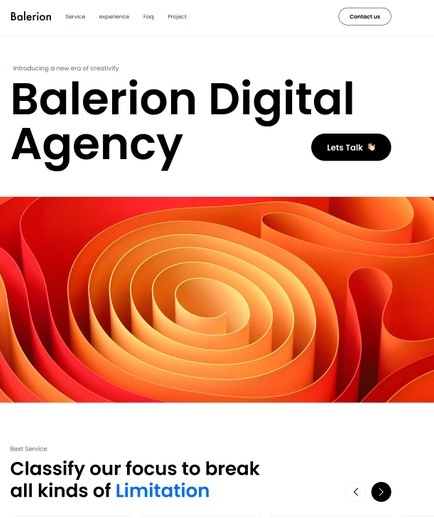 Balerion Service experience Faq Project Contact us
Introducing a new era of creativity
Balerion Digital
Agency
Lets Talk 👋🏻
Best Service
Classify our focus to break
all kinds of Limitation